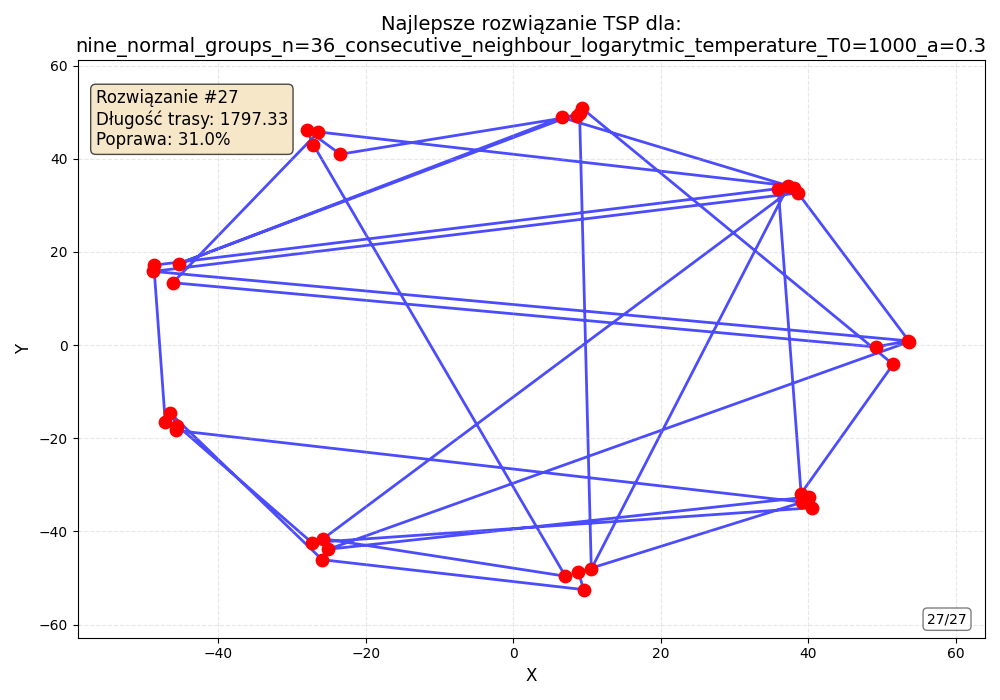 Najlepsze rozwiązanie TSP dla:
nine_normal_groups_n=36_consecutive_neighbour_logarytmic_temperature_T0=1000_a=0.3
Rozwiązanie #27
Długość trasy: 1797.33
Poprawa: 31.0%
60
40
20
0
−20
−40
−60
Y
27/27
−40
−20
0
20
40
60
X